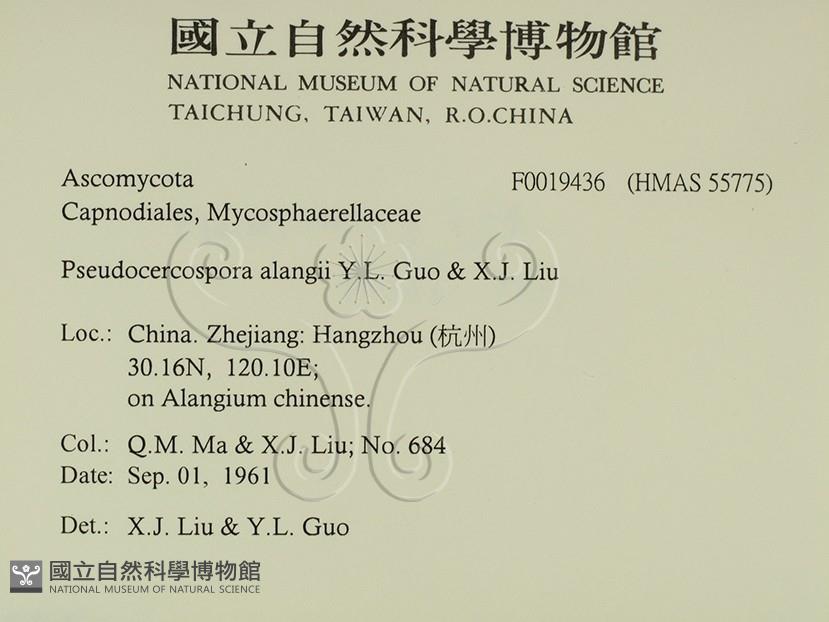 國立自然科學博物館
NATIONAL MUSEUM OF NATURAL SCIENCE
TAICHUNG, TAIWAN, R.O.CHINA
Ascomycota F0019436 (HMAS 55775)
Capnodiales, Mycosphaerellaceae
Pseudocercospora alangii Y.L. Guo & X.J. Liu
Loc.: China. Zhejiang: Hangzhou (杭州)
30.16N, 120.10E;
on Alangium chinense.
Col.: Q.M. Ma & X.J. Liu; No. 684
Date: Sep. 01, 1961
Det.: X.J. Liu & Y.L. Guo
國立自然科學博物館
NATIONAL MUSEUM OF NATURAL SCIENCE